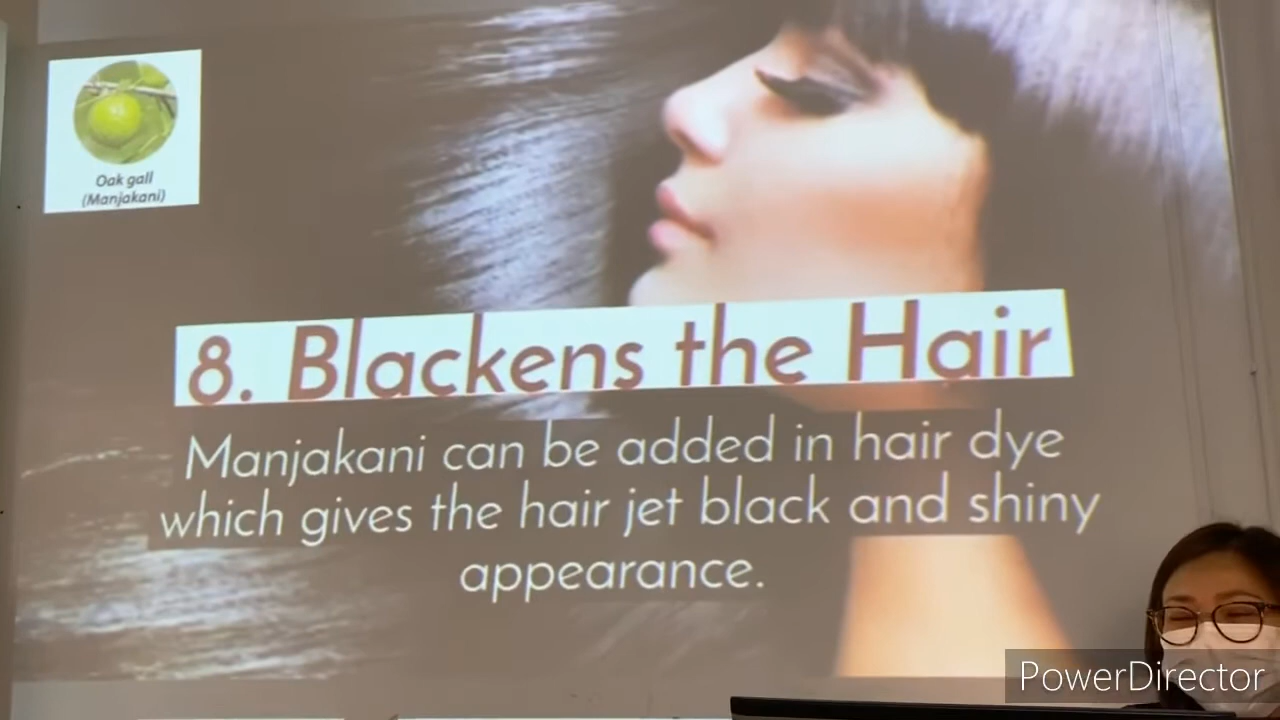 Oak gall
(Manjakani)
8. Blackens the Hair
Manjakani can be added in hair dye
which gives the hair jet black and shiny
appearance.
PowerDirector